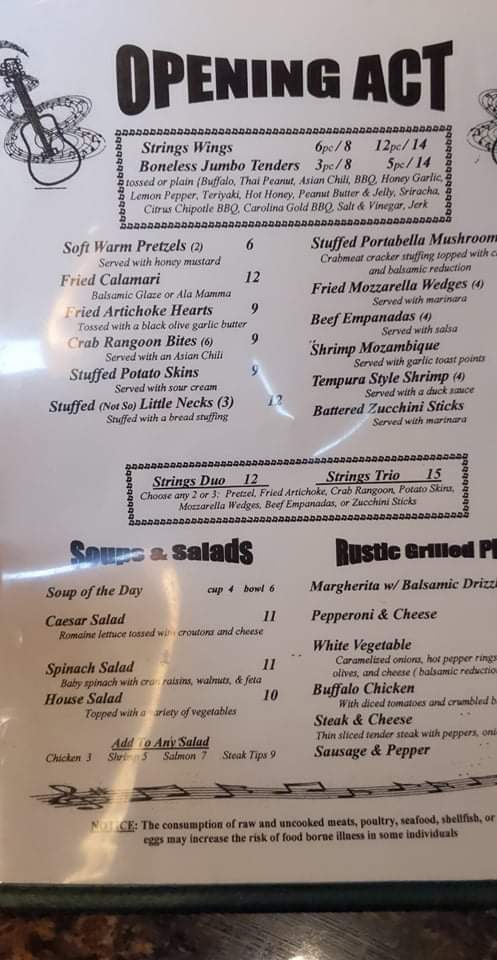 OPENING ACT
Strings Wings 6pc/8 12pc/14
Boneless Jumbo Tenders 3pc/8 5pc/14
tossed or plain {Buffalo, Thai Peanut, Asian Chili, BBQ, Honey Garlic,
Lemon Pepper, Teriyaki, Hot Honey, Peanut Butter & Jelly, Sriracha,
Citrus Chipotle BBQ, Carolina Gold BBQ, Salt & Vinegar, Jerk
Soft Warm Pretzels (2) 6
Served with honey mustard
Fried Calamari 12
Balsamic Glaze or Ala Mamma
Fried Artichoke Hearts 9
Tossed with a black olive garlic butter
Crab Rangoon Bites (6) 9
Served with an Asian Chili
Stuffed Potato Skins 9
Served with sour cream
Stuffed (Not So) Little Necks (3) 12
Stuffed with a bread stuffing
Stuffed Portabella Mushroom
Crabmeat cracker stuffing topped with
and balsamic reduction
Fried Mozzarella Wedges (4)
Served with marinara
Beef Empanadas (4)
Served with salsa
Shrimp Mozambique
Served with garlic toast points
Tempura Style Shrimp (4)
Served with a duck sauce
Battered Zucchini Sticks
Served with marinara
Strings Duo 12 Strings Trio 15
Choose any 2 or 3: Pretzel, Fried Artichoke, Crab Rangoon, Potato Skins,
Mozzarella Wedges, Beef Empanadas, or Zucchini Sticks
Soups & Salads
Soup of the Day cup 4 bowl 6
Caesar Salad 11
Romaine lettuce tossed with croutons and cheese
Spinach Salad 11
Baby spinach with craisins, walnuts, & feta
House Salad 10
Topped with a variety of vegetables
Add To Any Salad
Chicken 3 Shrimp 5 Salmon 7 Steak Tips 9
Rustic Grilled
Margherita w/ Balsamic
Pepperoni & Cheese
White Vegetable
Caramelized onions, hot pepper rings
olives, and cheese ( balsamic reduction
Buffalo Chicken
With diced tomatoes and crumbled
Steak & Cheese
Thin sliced tender steak with peppers,
Sausage & Pepper
NOTICE: The consumption of raw and uncooked meats, poultry, seafood, shellfish, or
eggs may increase the risk of food borne illness in some individuals